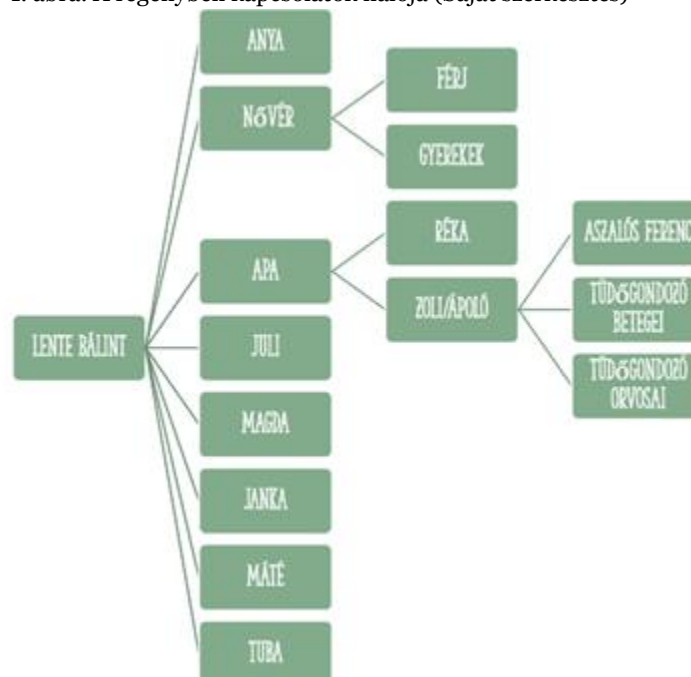 1. ábra: A regénybeli kapcsolatok hálója (Saját szerkesztés)
ANYA
NŐVÉR
FÉRJ
GYEREKEK
APA
RÉKA
ZOLI/ÁPOLÓ
ASZALÓS FERENC
TÜDŐGONDOZÓ
BETEGEI
TÜDŐGONDOZÓ
ORVOSAI
LENTE BÁLINT
JULI
MAGDA
JANKA
MÁTÉ
TUBA